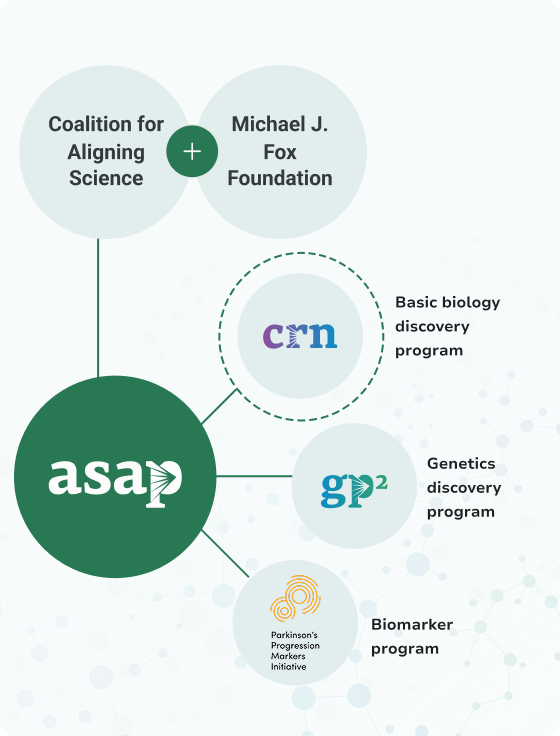 Coalition for
Aligning
Science
+
Michael J.
Fox
Foundation
crn
Basic biology
discovery
program
asap
gp²
Genetics
discovery
program
Parkinson's
Progression
Markers
Initiative
Biomarker
program